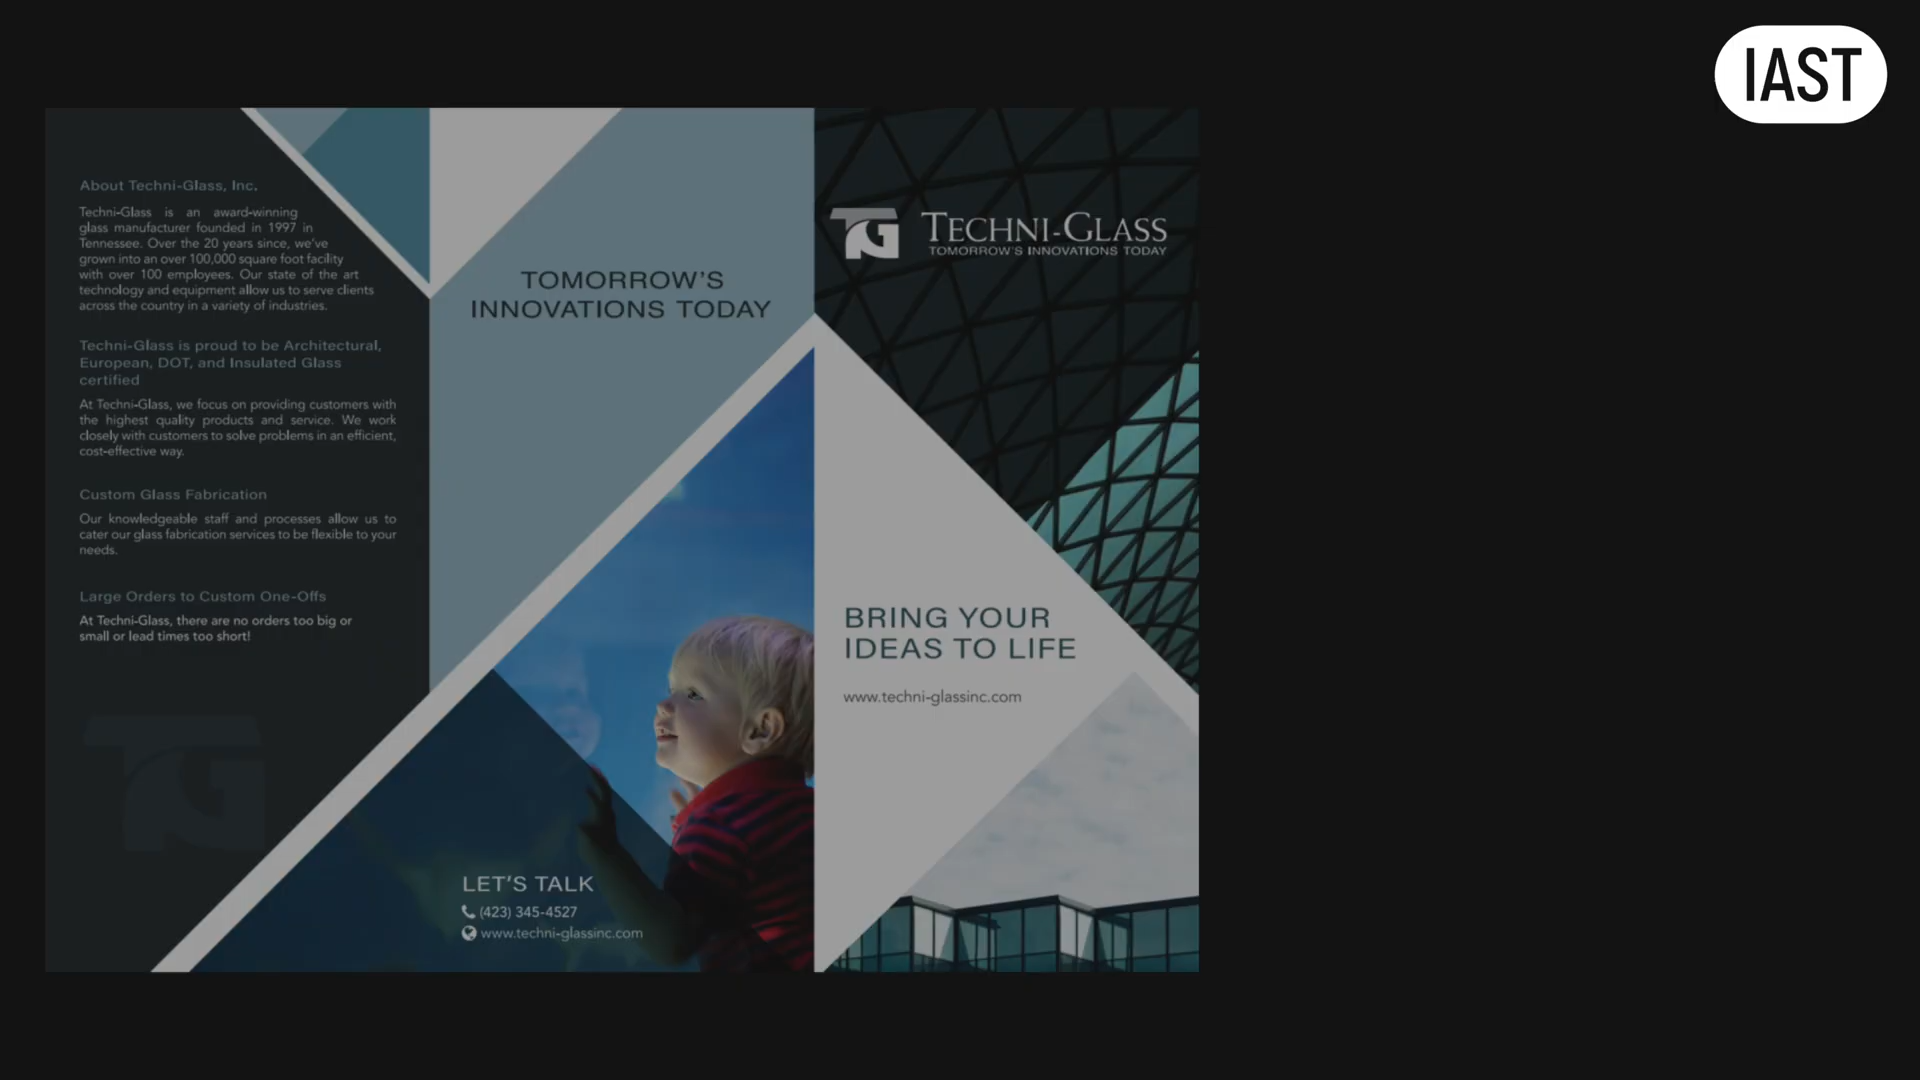 IAST
About Techni-Glass, Inc.
Techni-Glass is an award-winning
glass manufacturer founded in 1997 in
Tennessee. Over the 20 years since, we've
grown into an over 100,000 square foot facility
with over 100 employees. Our state of the art
technology and equipment allow us to serve clients
across the country in a variety of industries.
Techni-Glass is proud to be Architectural,
European, DOT, and Insulated Glass
certified
At Techni-Glass, we focus on providing customers with
the highest quality products and service. We work
closely with customers to solve problems in an efficient,
cost-effective way.
Custom Glass Fabrication
Our knowledgeable staff and processes allow us to
cater our glass fabrication services to be flexible to your
needs.
Large Orders to Custom One-Offs
At Techni-Glass, there are no orders too big or
small or lead times too short!
TG
TOMORROW'S
INNOVATIONS TODAY
LET'S TALK
(423) 345-4527
www.techni-glassinc.com
TG TECHNI-GLASS
TOMORROW'S INNOVATIONS TODAY
BRING YOUR
IDEAS TO LIFE
www.techni-glassinc.com